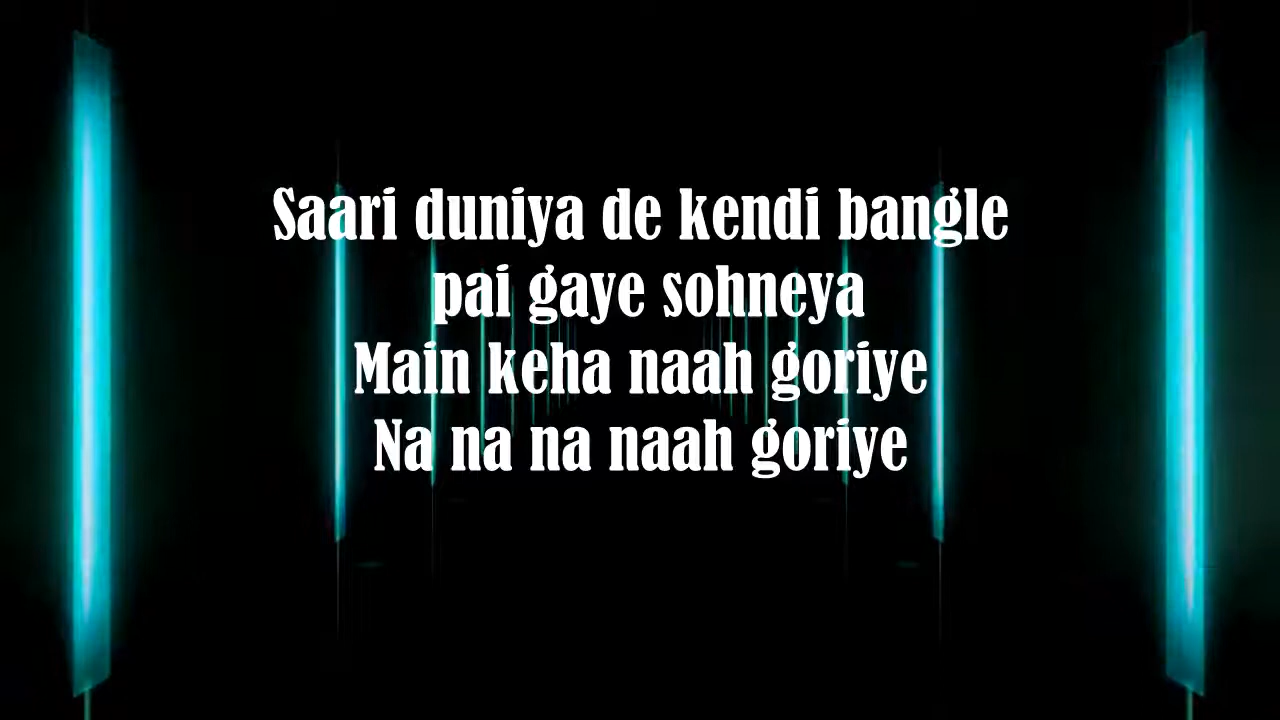 Saari duniya de kendi bangle
pai gaye sohneya
Main keha naah goriye
Na na na naah goriye